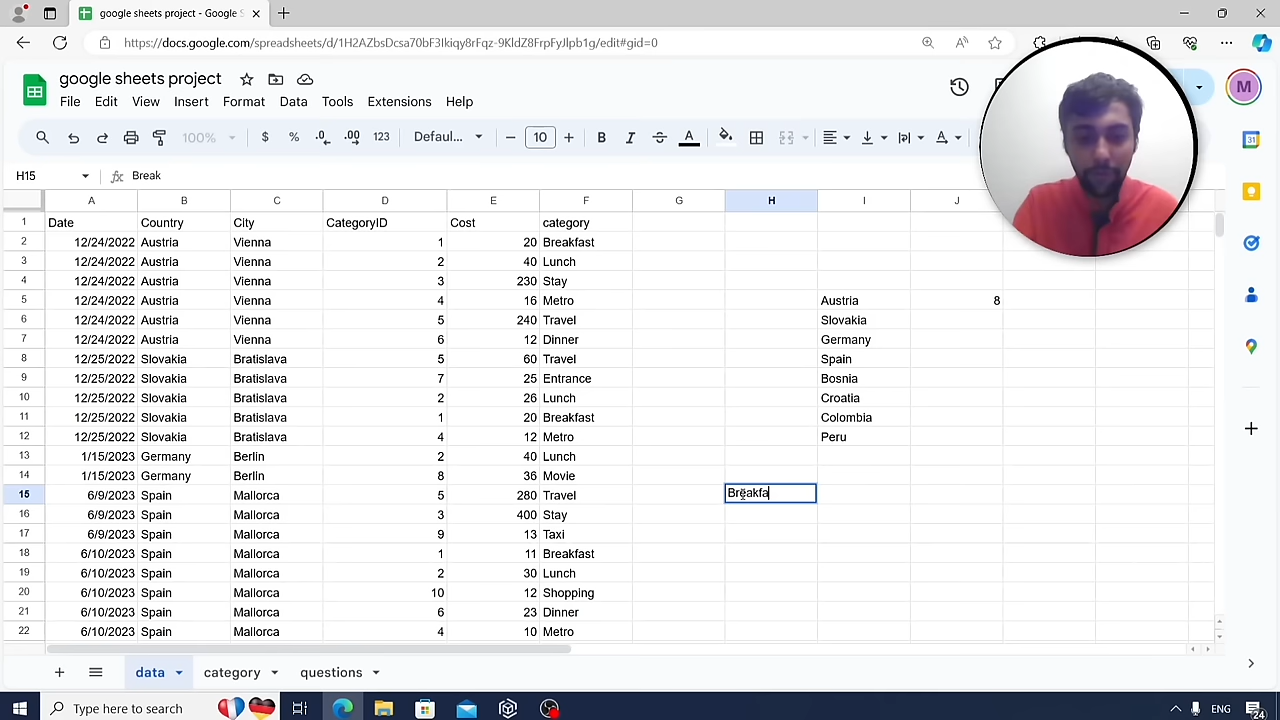 google sheets project - Google S
https://docs.google.com/spreadsheets/d/
/edit#gid=0
google sheets project
M
File Edit View Insert Format Data Tools Extensions Help
100% $ % .0 .00 123 Defaul... 10 B I A A
H15 fx Break
A B C D E F G H I J
1 Date Country City CategoryID Cost category
2 12/24/2022 Austria Vienna 1 20 Breakfast
3 12/24/2022 Austria Vienna 2 40 Lunch
4 12/24/2022 Austria Vienna 3 230 Stay
5 12/24/2022 Austria Vienna 4 16 Metro Austria 8
6 12/24/2022 Austria Vienna 5 240 Travel Slovakia
7 12/24/2022 Austria Vienna 6 12 Dinner Germany
8 12/25/2022 Slovakia Bratislava 5 60 Travel Spain
9 12/25/2022 Slovakia Bratislava 7 25 Entrance Bosnia
10 12/25/2022 Slovakia Bratislava 2 26 Lunch Croatia
11 12/25/2022 Slovakia Bratislava 1 20 Breakfast Colombia
12 12/25/2022 Slovakia Bratislava 4 12 Metro Peru
13 1/15/2023 Germany Berlin 2 40 Lunch
14 1/15/2023 Germany Berlin 8 36 Movie
15 6/9/2023 Spain Mallorca 5 280 Travel Breakfa
16 6/9/2023 Spain Mallorca 3 400 Stay
17 6/9/2023 Spain Mallorca 9 13 Taxi
18 6/10/2023 Spain Mallorca 1 11 Breakfast
19 6/10/2023 Spain Mallorca 2 30 Lunch
20 6/10/2023 Spain Mallorca 10 12 Shopping
21 6/10/2023 Spain Mallorca 6 23 Dinner
22 6/10/2023 Spain Mallorca 4 10 Metro
data category questions
Type here to search
ENG 24